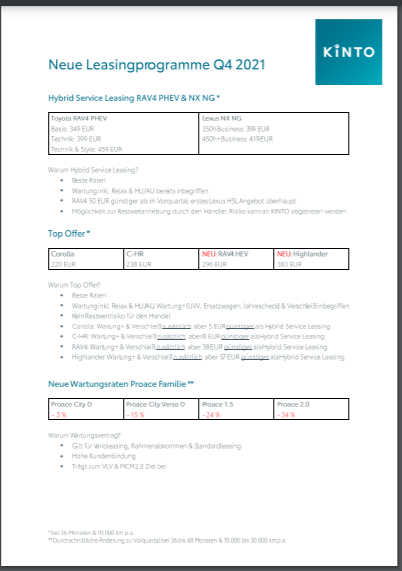 KINTO
Neue Leasingprogramme Q4 2021
Hybrid Service Leasing RAV4 PHEV & NX NG *
Toyota RAV4 PHEV Lexus NX NG
Basis: 349 EUR 350h Business: 399 EUR
Technik: 399 EUR 450h+ Business: 419 EUR
Technik & Style: 459 EUR
Warum Hybrid Service Leasing?
• Beste Raten
• Wartung inkl. Relax & HU/AU bereits inbegriffen
• RAV4 50 EUR günstiger als im Vorquartal, erstes Lexus HSL Angebot überhaupt
• Möglichkeit zur Restwertanhebung durch den Händler, Risiko kann an KINTO abgetreten werden
Top Offer *
Corolla C-HR NEU: RAV4 HEV NEU: Highlander
220 EUR 238 EUR 296 EUR 383 EUR
Warum Top Offer?
• Beste Raten
• Wartung inkl. Relax & HU/AU, Wartung+ (UVV, Ersatzwagen, Jahrescheck) & Verschleiß inbegriffen
• Kein Restwertrisiko für den Handel
• Corolla: Wartung+ & Verschleiß zusätzlich, aber 5 EUR günstiger als Hybrid Service Leasing
• C-HR: Wartung+ & Verschleiß zusätzlich, aber 8 EUR günstiger als Hybrid Service Leasing
• RAV4 Wartung+ & Verschleiß zusätzlich, aber 38 EUR günstiger als Hybrid Service Leasing
• Highlander Wartung+ & Verschleiß zusätzlich, aber 57 EUR günstiger als Hybrid Service Leasing
Neue Wartungsraten Proace Familie **
Proace City D Proace City Verso D Proace 1.5 Proace 2.0
– 3 % – 15 % – 24 % – 34 %
Warum Wartungsvertrag?
• Gilt für Varioleasing, Rahmenabkommen & Standardleasing
• Hohe Kundenbindung
• Trägt zum VLV & MCM2.0 Ziel bei
*bei 36 Monaten & 10.000 km p.a.
**Durchschnittliche Änderung zu Vorquartal bei 36 bis 48 Monaten & 10.000 bis 30.000 km p.a.